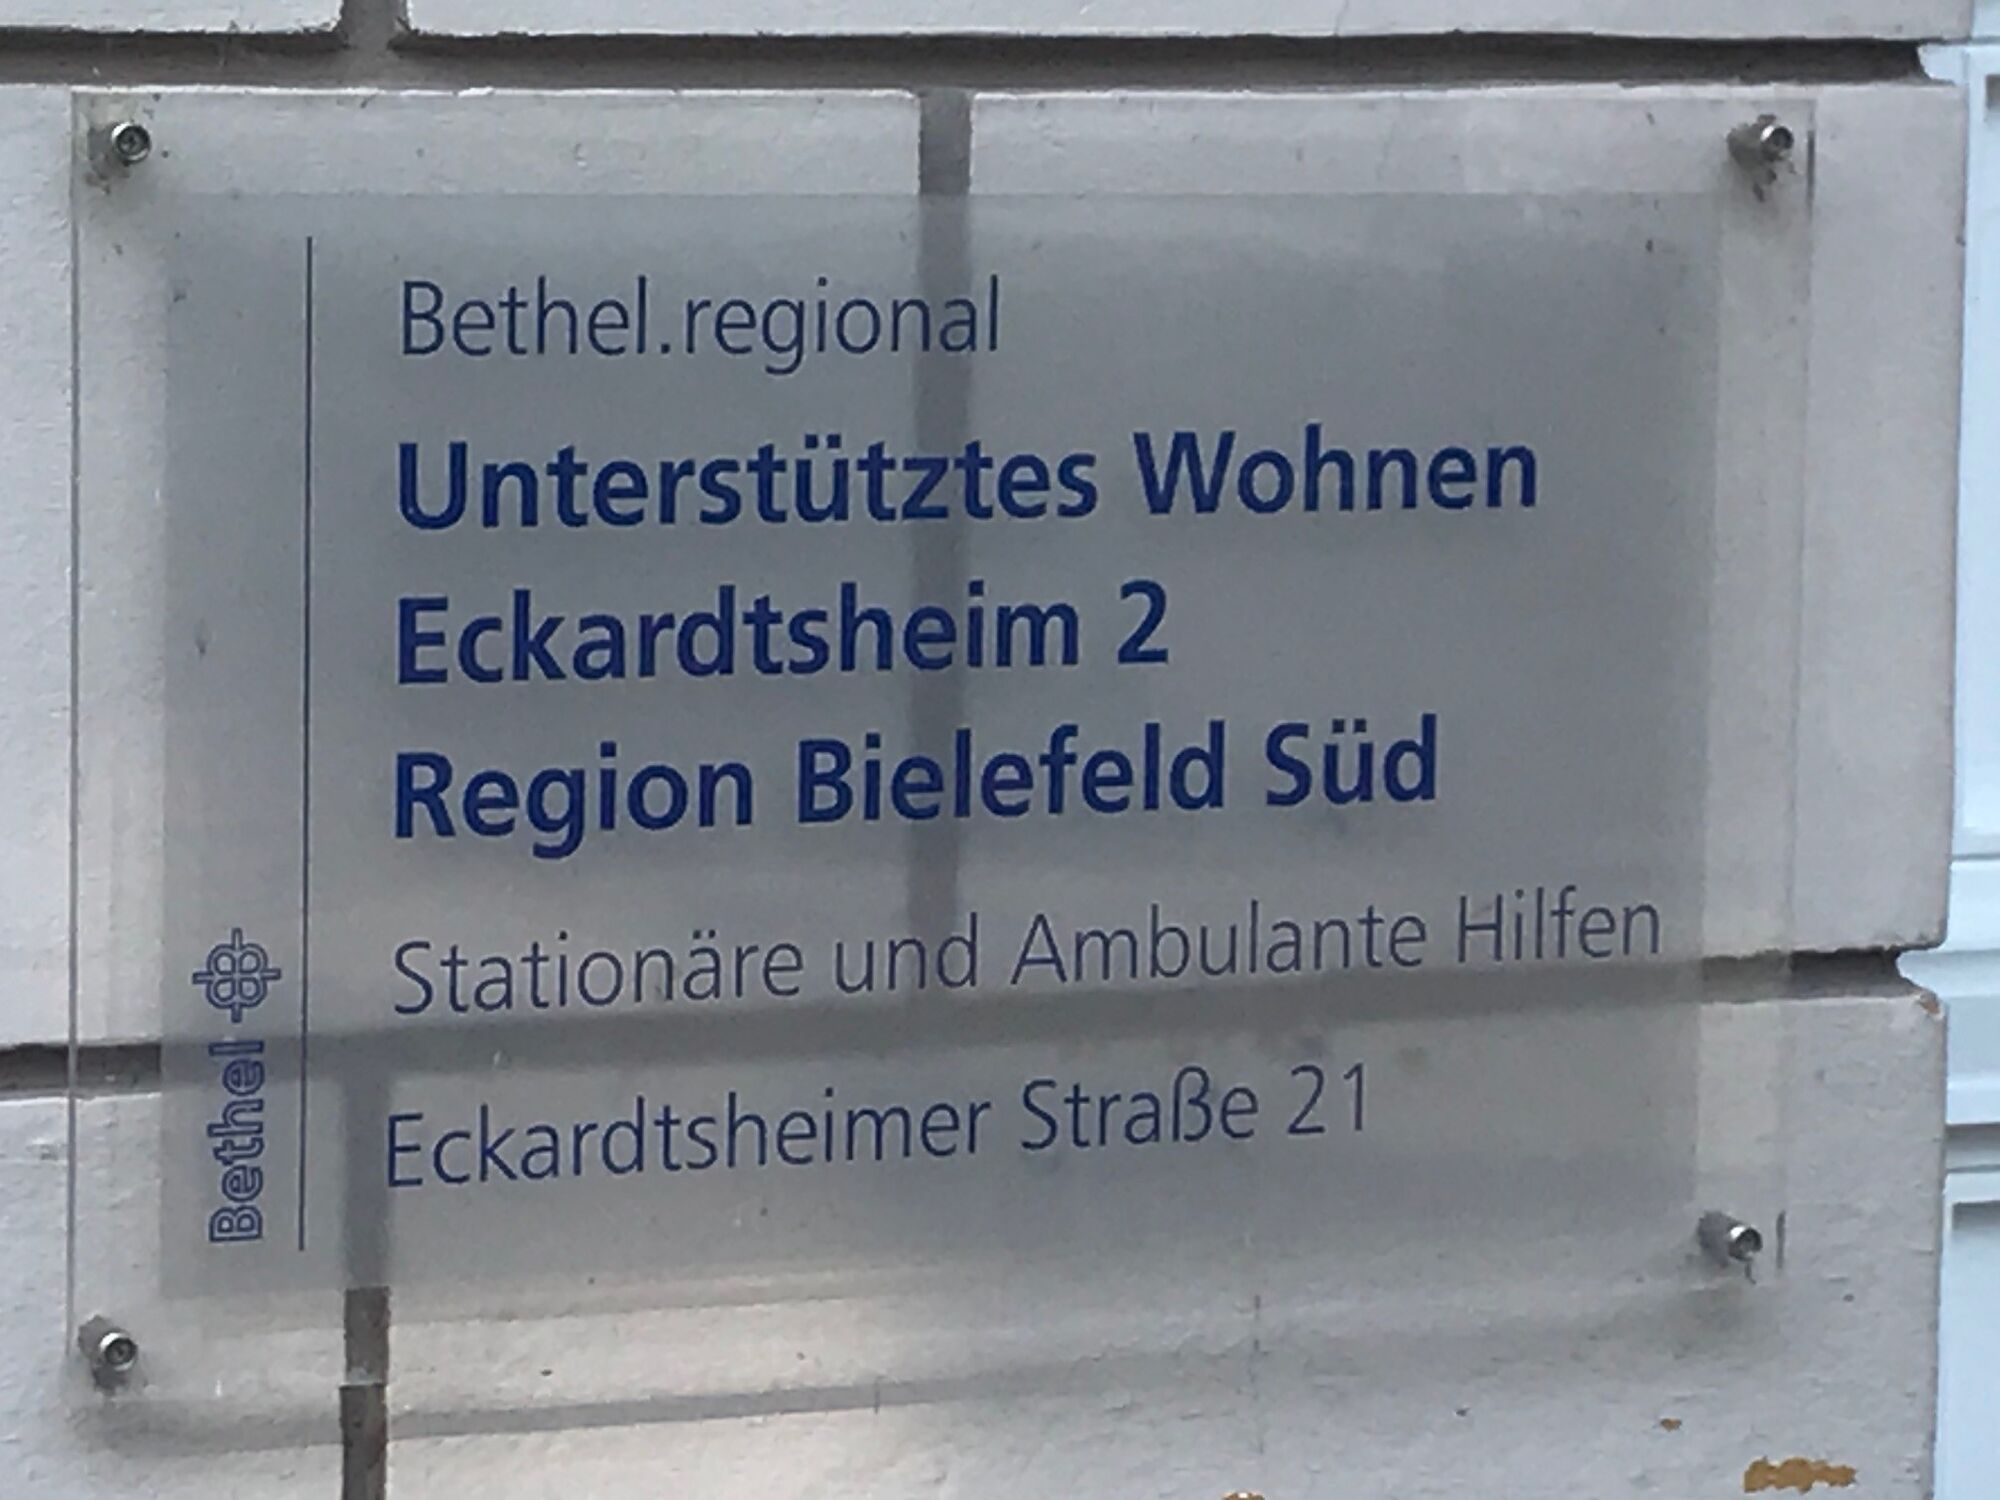 Bethel.regional
Unterstütztes Wohnen
Eckardtsheim 2
Region Bielefeld Süd
Stationäre und Ambulante Hilfen
Eckardtsheimer Straße 21
Bethel